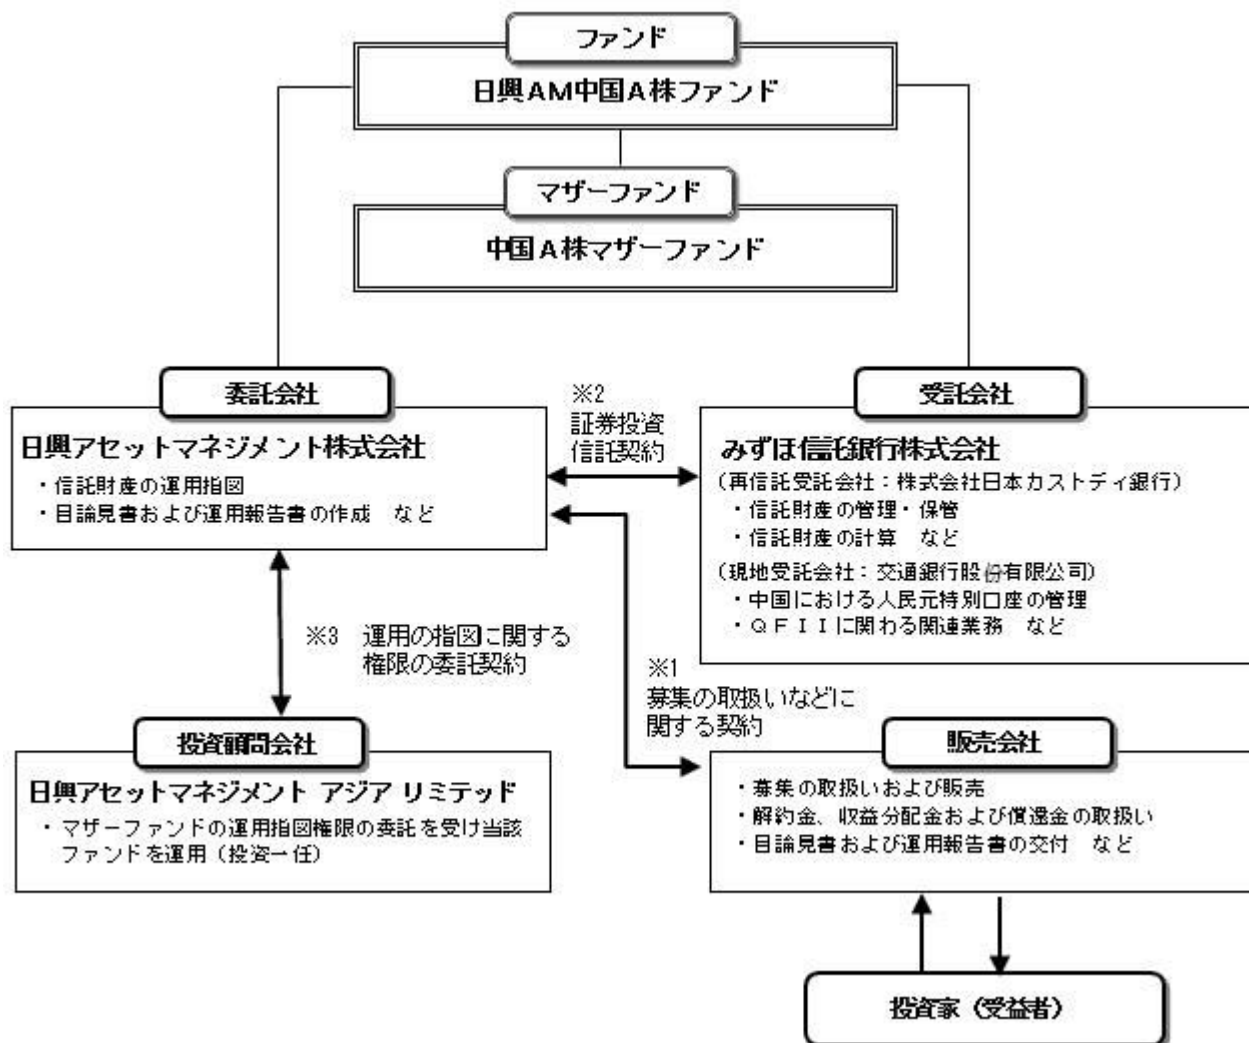 ファンド
日興AM中国A株ファンド
マザーファンド
中国A株マザーファンド
委託会社
日興アセットマネジメント株式会社
・信託財産の運用指図
・目論見書および運用報告書の作成　など
※2
証券投資
信託契約
受託会社
みずほ信託銀行株式会社
(再信託受託会社：株式会社日本カストディ銀行)
・信託財産の管理・保管
・信託財産の計算　など
(現地受託会社：交通銀行股份有限公司)
・中国における人民元特別口座の管理
・QFIIに関わる関連業務　など
※3　運用の指図に関する
権限の委託契約
※1
募集の取扱いなどに
関する契約
投資顧問会社
日興アセットマネジメント アジア リミテッド
・マザーファンドの運用指図権限の委託を受け当該
ファンドを運用（投資一任）
販売会社
・募集の取扱いおよび販売
・解約金、収益分配金および償還金の取扱い
・目論見書および運用報告書の交付　など
投資家（受益者）